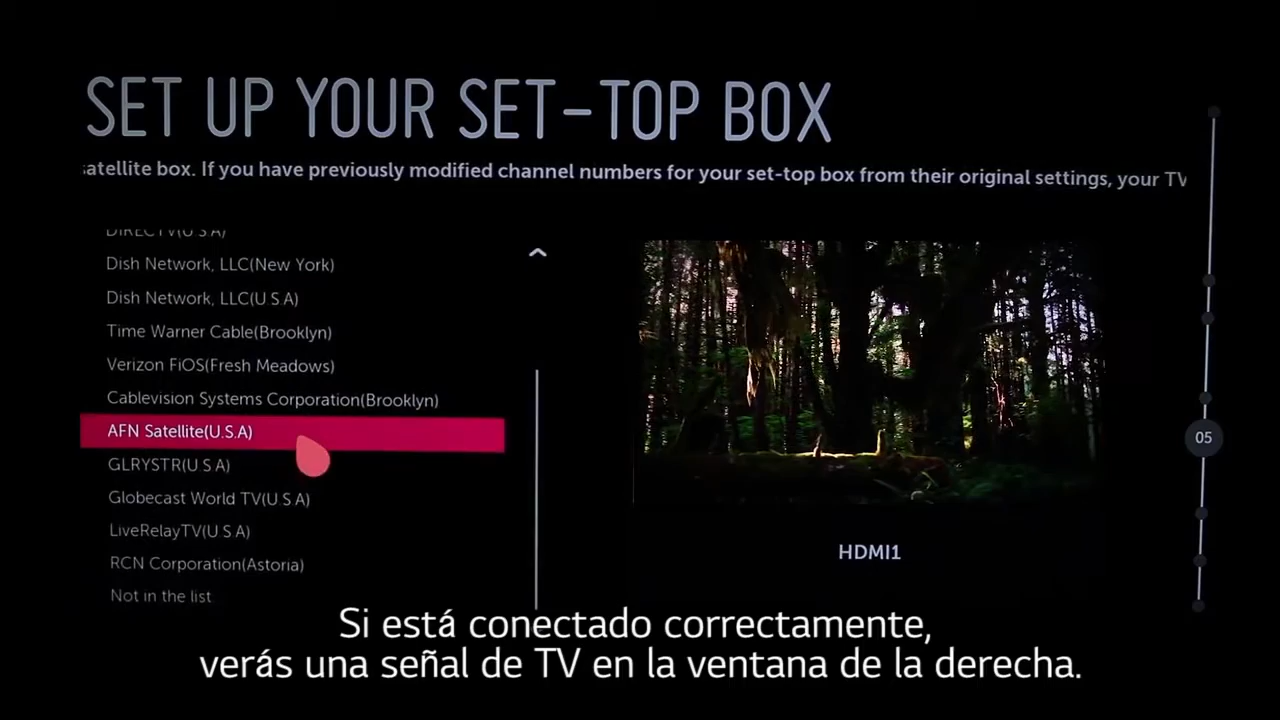 SET UP YOUR SET-TOP BOX
satellite box. If you have previously modified channel numbers for your set-top box from their original settings, your TV
DIRECTV(U S A)
Dish Network, LLC(New York)
Dish Network, LLC(U S A)
Time Warner Cable(Brooklyn)
Verizon FiOS(Fresh Meadows)
Cablevision Systems Corporation(Brooklyn)
AFN Satellite(U.S.A)
GLRYSTR(U S A)
Globecast World TV(U S A)
LiveRelayTV(U S A)
RCN Corporation(Astoria)
Not in the list
05
HDMI1
Si está conectado correctamente,
verás una señal de TV en la ventana de la derecha.